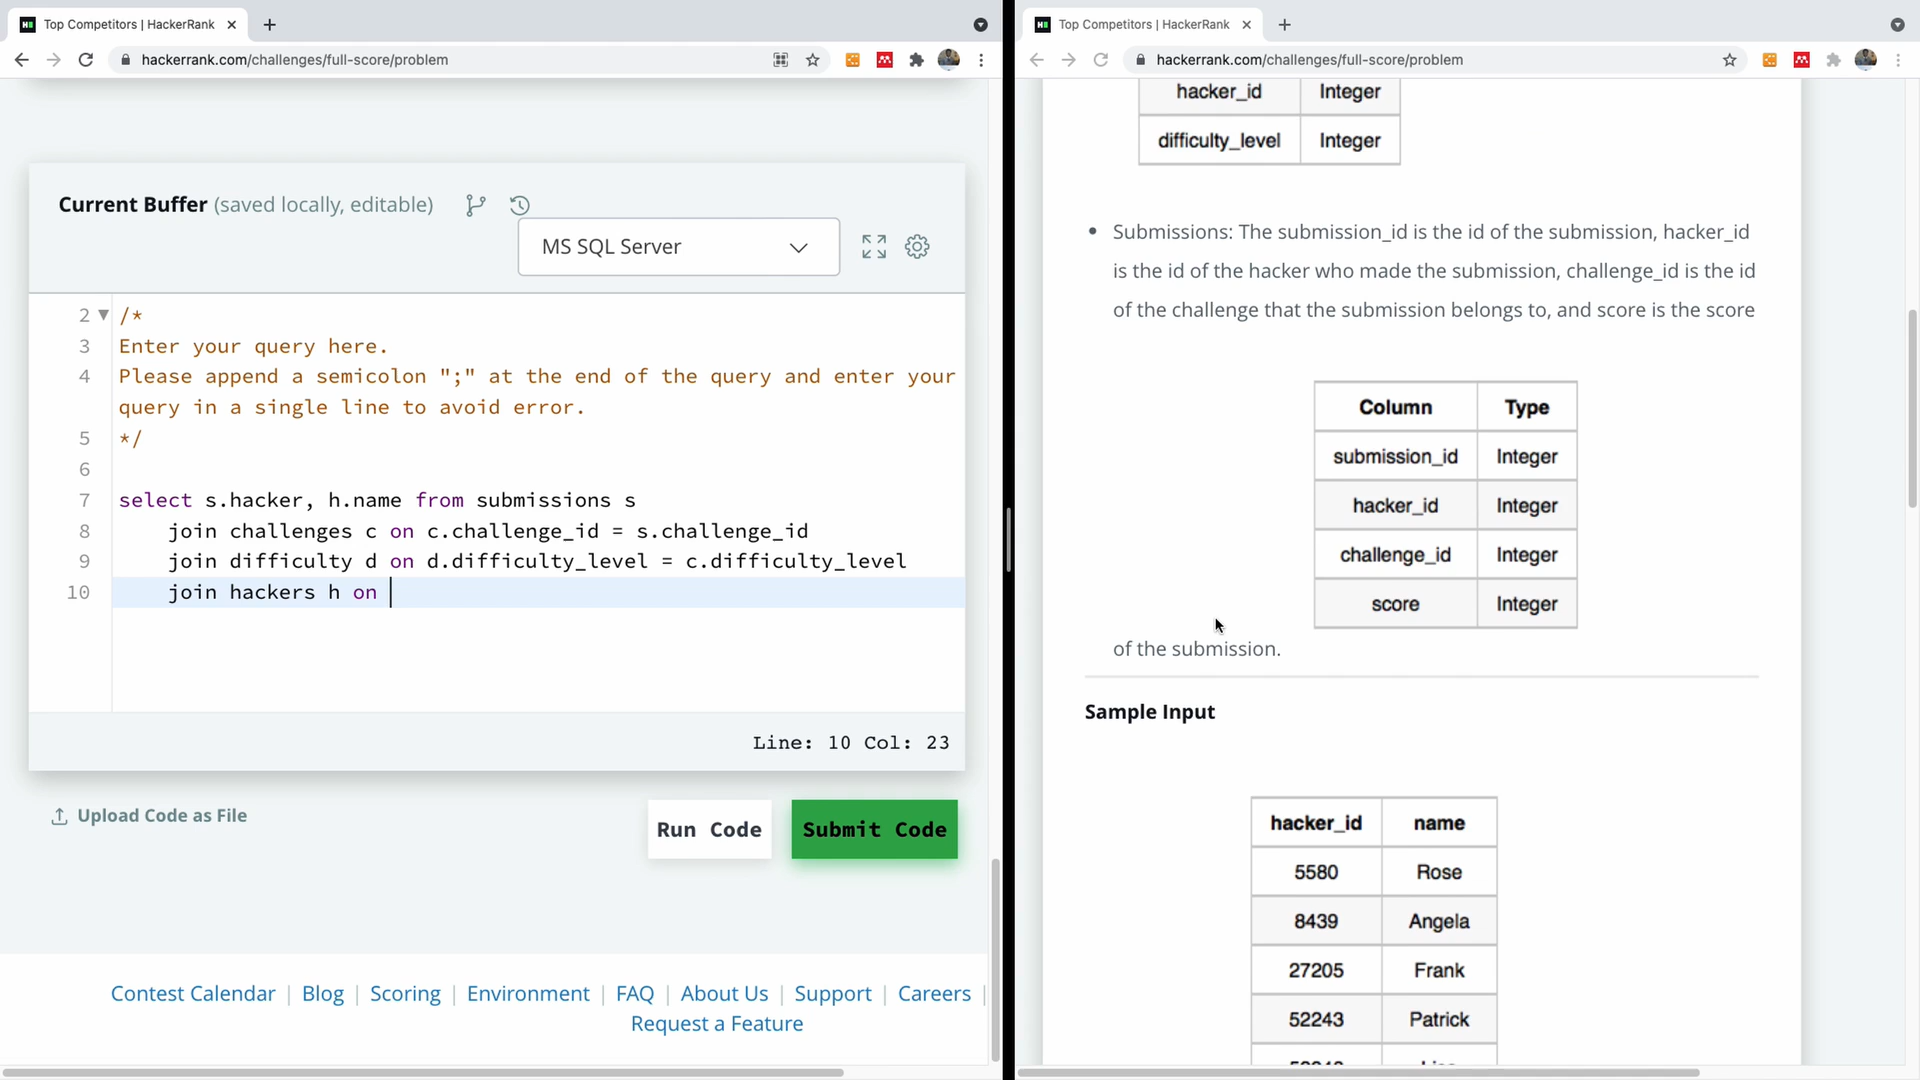 Top Competitors | HackerRank
hackerrank.com/challenges/full-score/problem
Current Buffer (saved locally, editable)
MS SQL Server
2 /*
3 Enter your query here.
4 Please append a semicolon ";" at the end of the query and enter your
query in a single line to avoid error.
5 */
6
7 select s.hacker, h.name from submissions s
8 join challenges c on c.challenge_id = s.challenge_id
9 join difficulty d on d.difficulty_level = c.difficulty_level
10 join hackers h on
Line: 10 Col: 23
Upload Code as File
Run Code
Submit Code
Contest Calendar | Blog | Scoring | Environment | FAQ | About Us | Support | Careers |
Request a Feature
Top Competitors | HackerRank
hackerrank.com/challenges/full-score/problem
hacker_id Integer
difficulty_level Integer
• Submissions: The submission_id is the id of the submission, hacker_id
is the id of the hacker who made the submission, challenge_id is the id
of the challenge that the submission belongs to, and score is the score
Column Type
submission_id Integer
hacker_id Integer
challenge_id Integer
score Integer
of the submission.
Sample Input
hacker_id name
5580 Rose
8439 Angela
27205 Frank
52243 Patrick